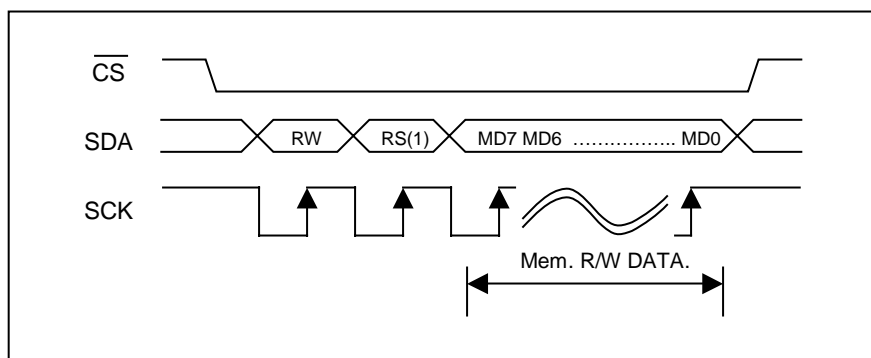 CS
SDA RW RS(1) MD7 MD6 ................... MD0
SCK
Mem. R/W DATA.